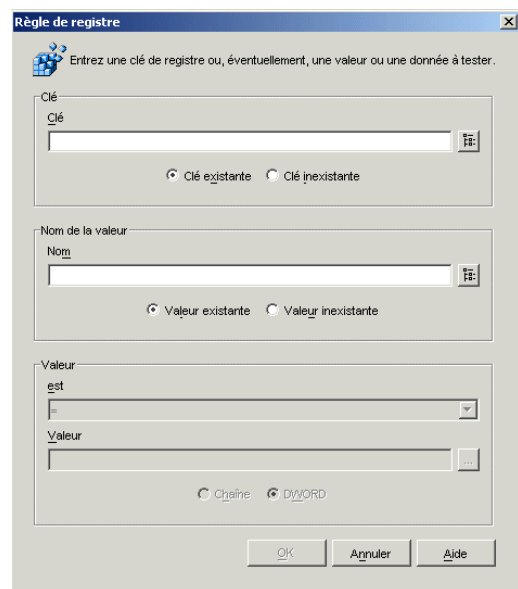 Règle de registre
Entrez une clé de registre ou, éventuellement, une valeur ou une donnée à tester.
Clé
Clé
Clé existante Clé inexistante
Nom de la valeur
Nom
Valeur existante Valeur inexistante
Valeur
est
=
Valeur
...
Chaîne DWORD
OK Annuler Aide